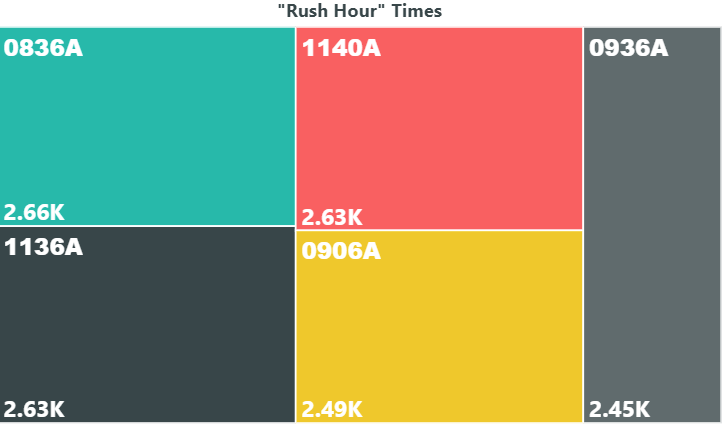 "Rush Hour" Times
0836A
2.66K
1136A
2.63K
1140A
2.63K
0906A
2.49K
0936A
2.45K